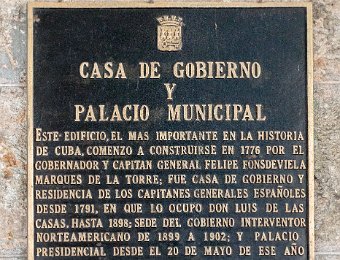 CASA DE GOBIERNO
Y
PALACIO MUNICIPAL
ESTE EDIFICIO, EL MAS IMPORTANTE EN LA HISTORIA
DE CUBA, COMENZO A CONSTRUIRSE EN 1776 POR EL
GOBERNADOR Y CAPITAN GENERAL FELIPE FONSDEVIELA
MARQUES DE LA TORRE; FUE CASA DE GOBIERNO Y
RESIDENCIA DE LOS CAPITANES GENERALES ESPAÑOLES
DESDE 1791, EN QUE LO OCUPO DON LUIS DE LAS
CASAS, HASTA 1898; SEDE DEL GOBIERNO INTERVENTOR
NORTEAMERICANO DE 1899 A 1902; Y PALACIO
PRESIDENCIAL DESDE EL 20 DE MAYO DE ESE AÑO